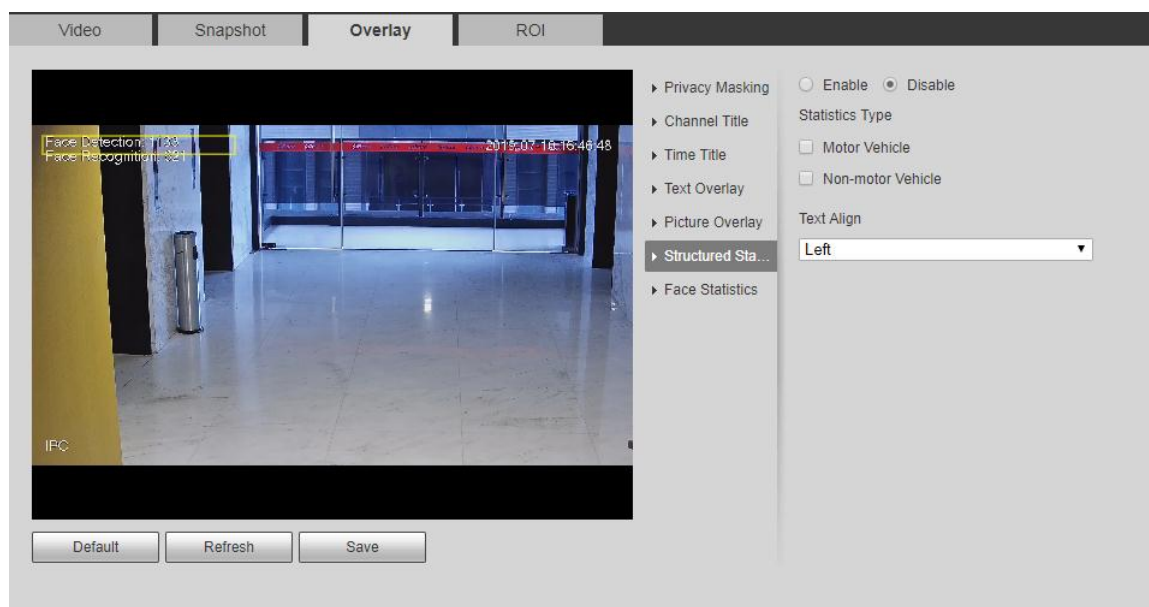 Video Snapshot Overlay ROI
Face Detection:
Face Recognition: 321
IPC
Default Refresh Save
Privacy Masking
Channel Title
Time Title
Text Overlay
Picture Overlay
Structured Sta...
Face Statistics
Enable Disable
Statistics Type
Motor Vehicle
Non-motor Vehicle
Text Align
Left